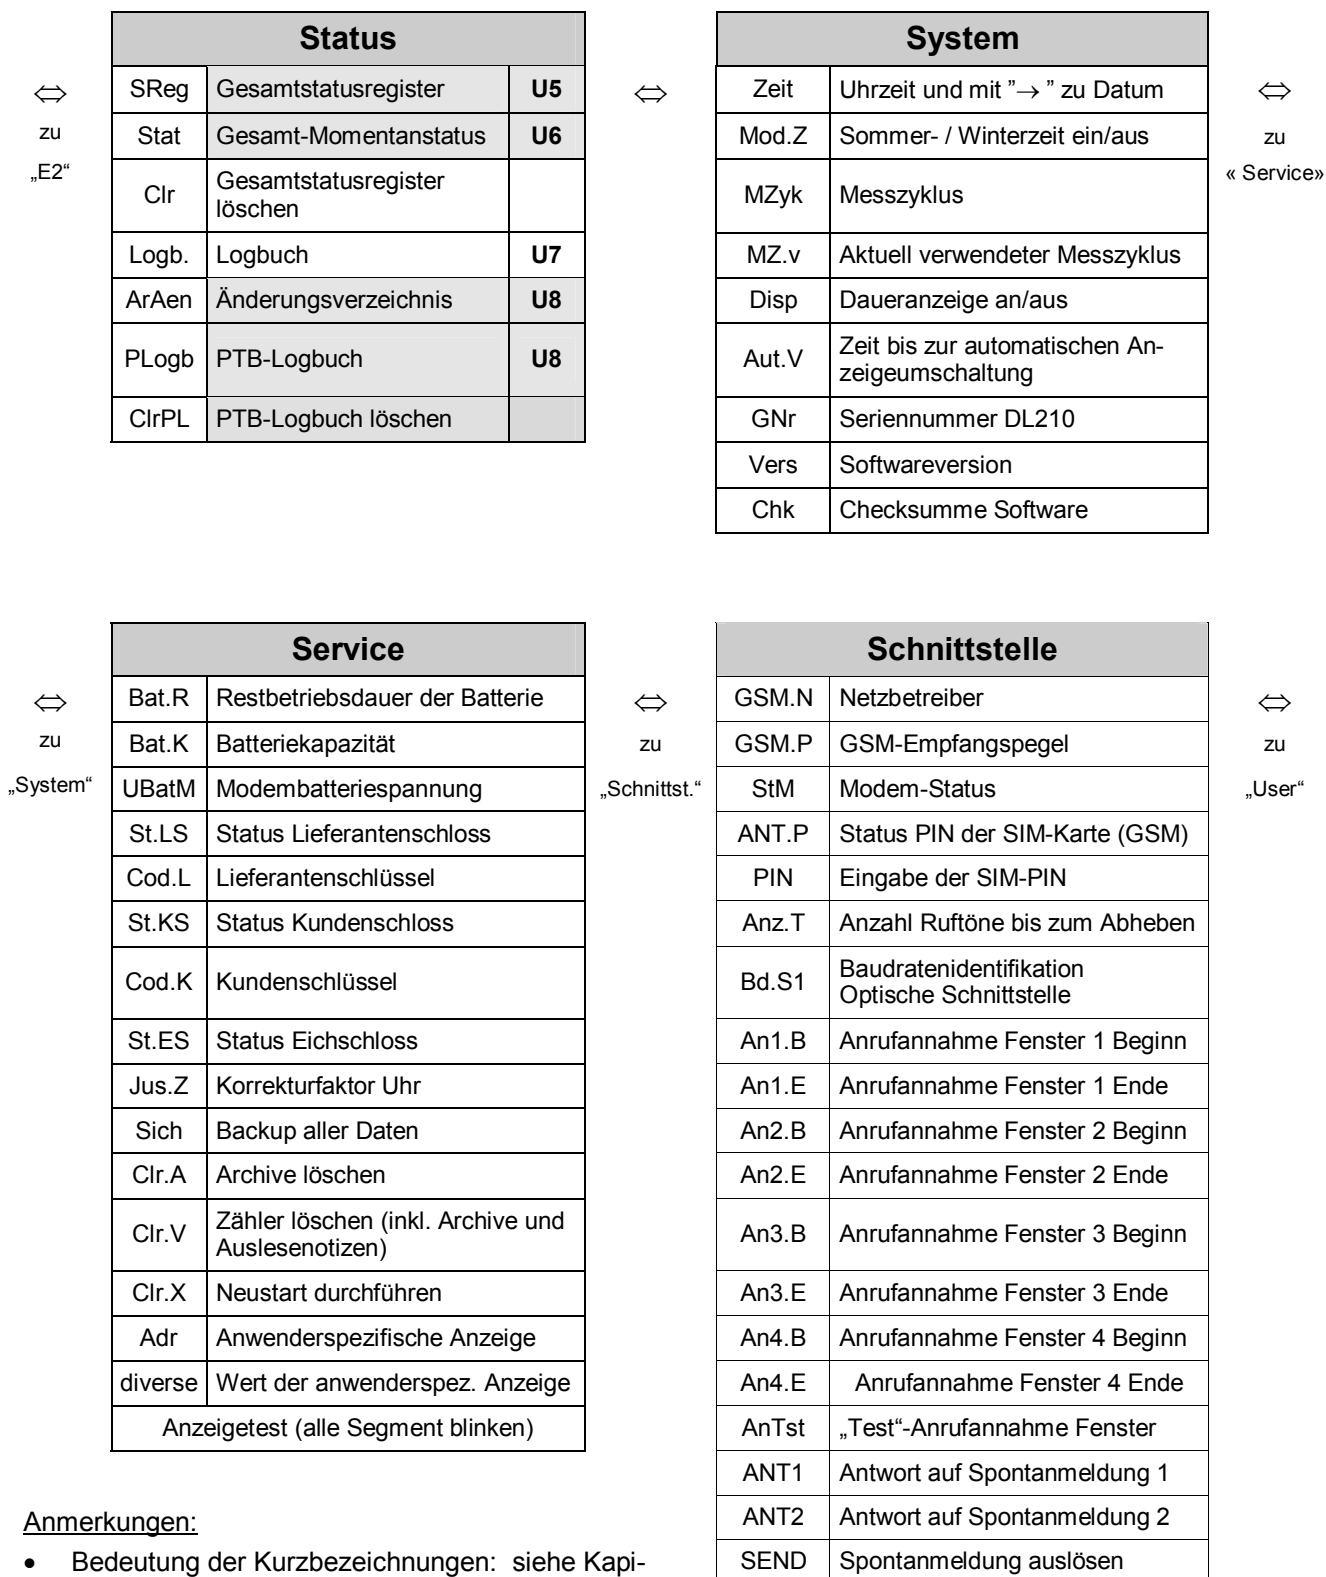 Status
⇔
zu
„E2“
SReg Gesamtstatusregister U5
Stat Gesamt-Momentanstatus U6
Clr Gesamtstatusregister
löschen
Logb. Logbuch U7
ArAen Änderungsverzeichnis U8
PLogb PTB-Logbuch U8
ClrPL PTB-Logbuch löschen
⇔
System
Zeit Uhrzeit und mit ”→ ” zu Datum
Mod.Z Sommer- / Winterzeit ein/aus
MZyk Messzyklus
MZ.v Aktuell verwendeter Messzyklus
Disp Daueranzeige an/aus
Aut.V Zeit bis zur automatischen An-
zeigeumschaltung
GNr Seriennummer DL210
Vers Softwareversion
Chk Checksumme Software
⇔
zu
« Service»
Service
⇔
zu
„System“
Bat.R Restbetriebsdauer der Batterie
Bat.K Batteriekapazität
UBatM Modembatteriespannung
St.LS Status Lieferantenschloss
Cod.L Lieferantenschlüssel
St.KS Status Kundenschloss
Cod.K Kundenschlüssel
St.ES Status Eichschloss
Jus.Z Korrekturfaktor Uhr
Sich Backup aller Daten
Clr.A Archive löschen
Clr.V Zähler löschen (inkl. Archive und
Auslesenotizen)
Clr.X Neustart durchführen
Adr Anwenderspezifische Anzeige
diverse Wert der anwenderspez. Anzeige
Anzeigetest (alle Segment blinken)
⇔
zu
„Schnittst.“
Schnittstelle
GSM.N Netzbetreiber
GSM.P GSM-Empfangspegel
StM Modem-Status
ANT.P Status PIN der SIM-Karte (GSM)
PIN Eingabe der SIM-PIN
Anz.T Anzahl Ruftöne bis zum Abheben
Bd.S1 Baudratenidentifikation
Optische Schnittstelle
An1.B Anrufannahme Fenster 1 Beginn
An1.E Anrufannahme Fenster 1 Ende
An2.B Anrufannahme Fenster 2 Beginn
An2.E Anrufannahme Fenster 2 Ende
An3.B Anrufannahme Fenster 3 Beginn
An3.E Anrufannahme Fenster 3 Ende
An4.B Anrufannahme Fenster 4 Beginn
An4.E Anrufannahme Fenster 4 Ende
AnTst „Test“-Anrufannahme Fenster
ANT1 Antwort auf Spontanmeldung 1
ANT2 Antwort auf Spontanmeldung 2
SEND Spontanmeldung auslösen
⇔
zu
„User“
Anmerkungen:
• Bedeutung der Kurzbezeichnungen: siehe Kapi-